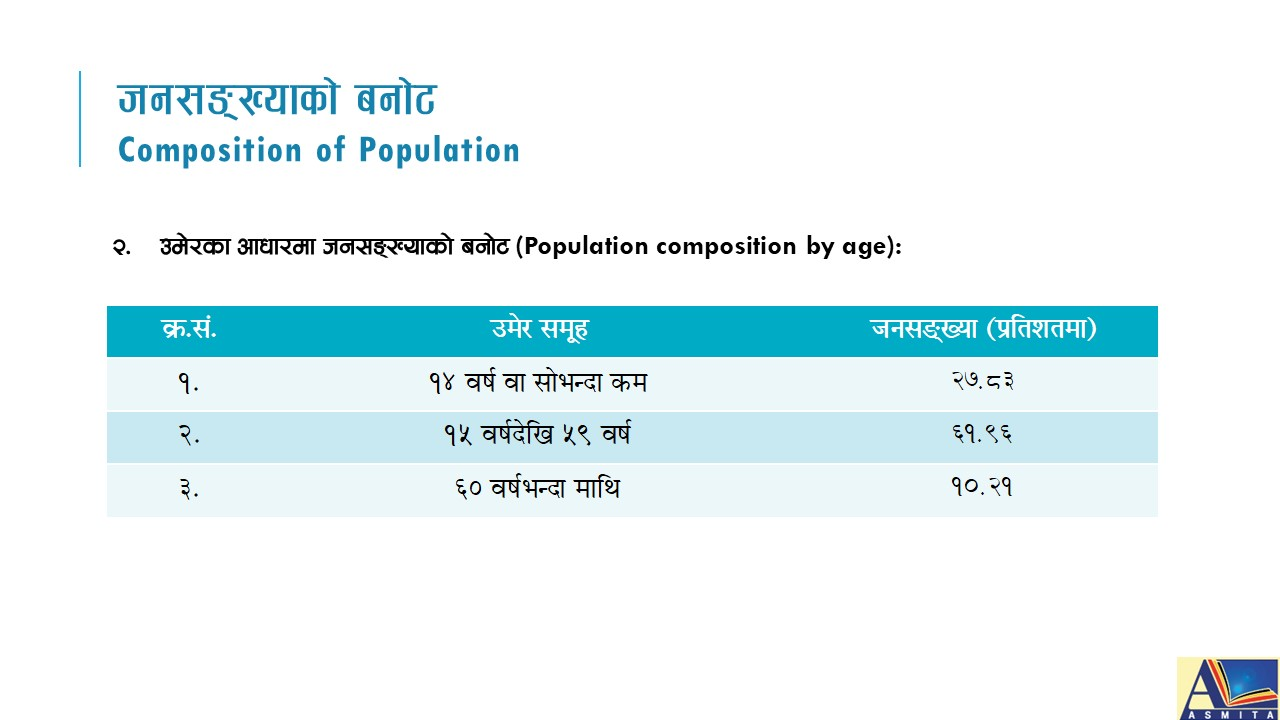 जनसङ्ख्याको बनोट
Composition of Population
२. उमेरका आधारमा जनसङ्ख्याको बनोट (Population composition by age):
क्र.सं. उमेर समूह जनसङ्ख्या (प्रतिशतमा)
१. १४ वर्ष वा सोभन्दा कम २७.८३
२. १५ वर्षदेखि ५९ वर्ष ६१.९६
३. ६० वर्षभन्दा माथि १०.२१
ASMITA